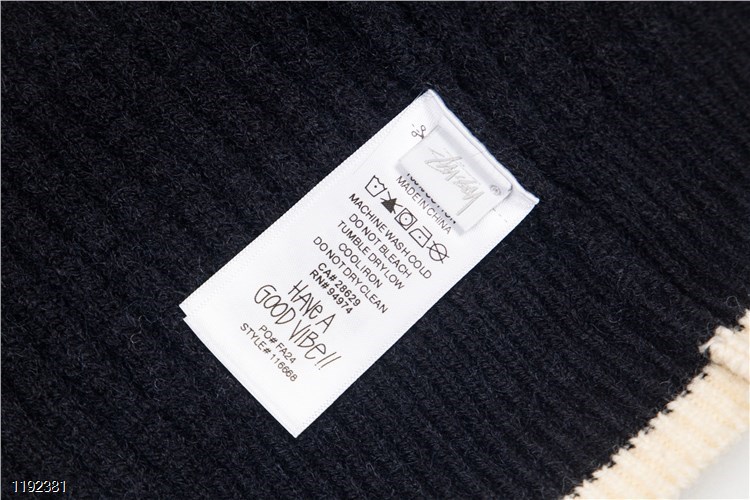 Stüssy
®
MADE IN CHINA
MACHINE WASH COLD
DO NOT BLEACH
TUMBLE DRY LOW
COOL IRON
DO NOT DRY CLEAN
CA# 28629
RN# 94974
HAVE A
GOOD VIBE!!
PO# FA24
STYLE# 116668
1192381